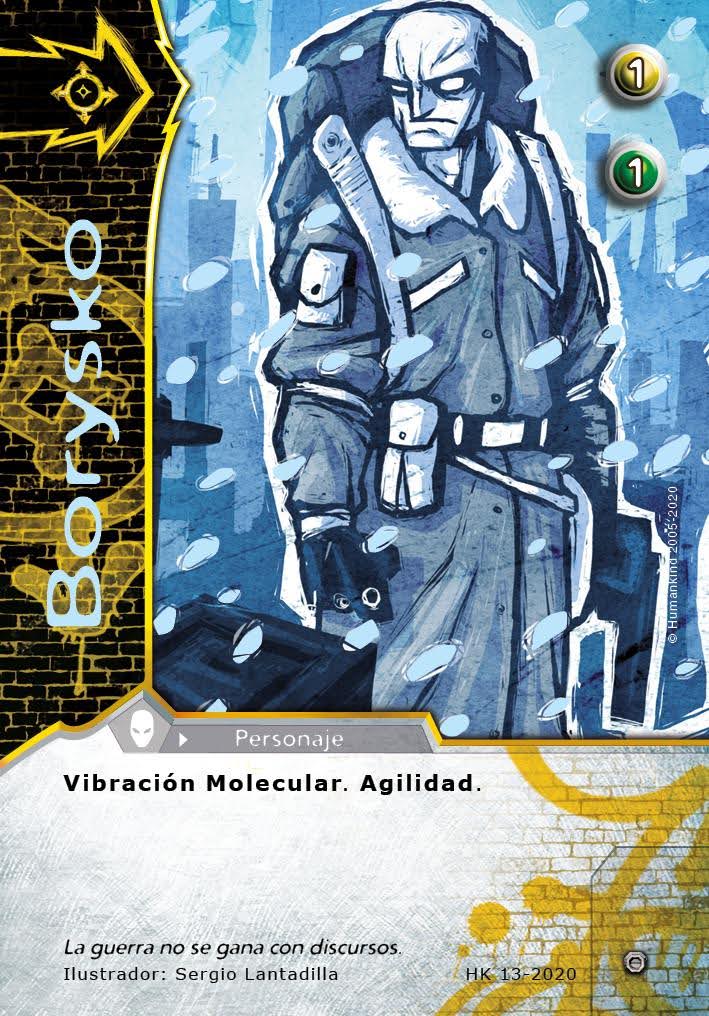 Borysko
1
1
© Humankind 2005-2020
Personaje
Vibración Molecular. Agilidad.
La guerra no se gana con discursos.
Ilustrador: Sergio Lantadilla
HK 13-2020